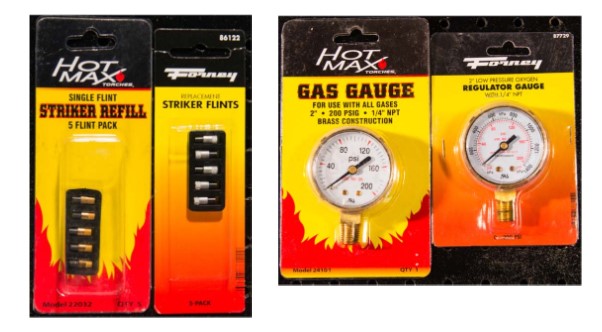 HOT
MAX
TORCHES
SINGLE FLINT
STRIKER REFILL
5 FLINT PACK
QTY
86122
Forney
REPLACEMENT
STRIKER FLINTS
5-PACK
HOT
MAX
TORCHES
GAS GAUGE
FOR USE WITH ALL GASES
2" • 200 PSIG • 1/4" NPT
BRASS CONSTRUCTION
80
120
psi
40
160
200
QTY 1
87729
Forney
2" LOW PRESSURE OXYGEN
REGULATOR GAUGE
WITH 1/4" NPT